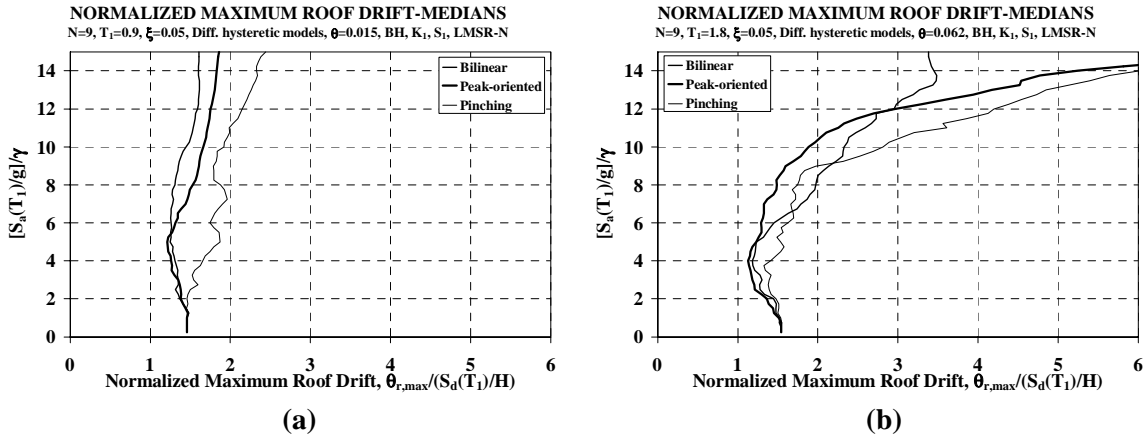 NORMALIZED MAXIMUM ROOF DRIFT-MEDIANS
N=9, T₁=0.9, ξ=0.05, Diff. hysteretic models, θ=0.015, BH, K₁, S₁, LMSR-N
[Sₐ(T₁)/g]/γ
14
12
10
8
6
4
2
0
Bilinear
Peak-oriented
Pinching
0 1 2 3 4 5 6
Normalized Maximum Roof Drift, θr,max/(Sd(T₁)/H)
(a)
NORMALIZED MAXIMUM ROOF DRIFT-MEDIANS
N=9, T₁=1.8, ξ=0.05, Diff. hysteretic models, θ=0.062, BH, K₁, S₁, LMSR-N
[Sₐ(T₁)/g]/γ
14
12
10
8
6
4
2
0
Bilinear
Peak-oriented
Pinching
0 1 2 3 4 5 6
Normalized Maximum Roof Drift, θr,max/(Sd(T₁)/H)
(b)